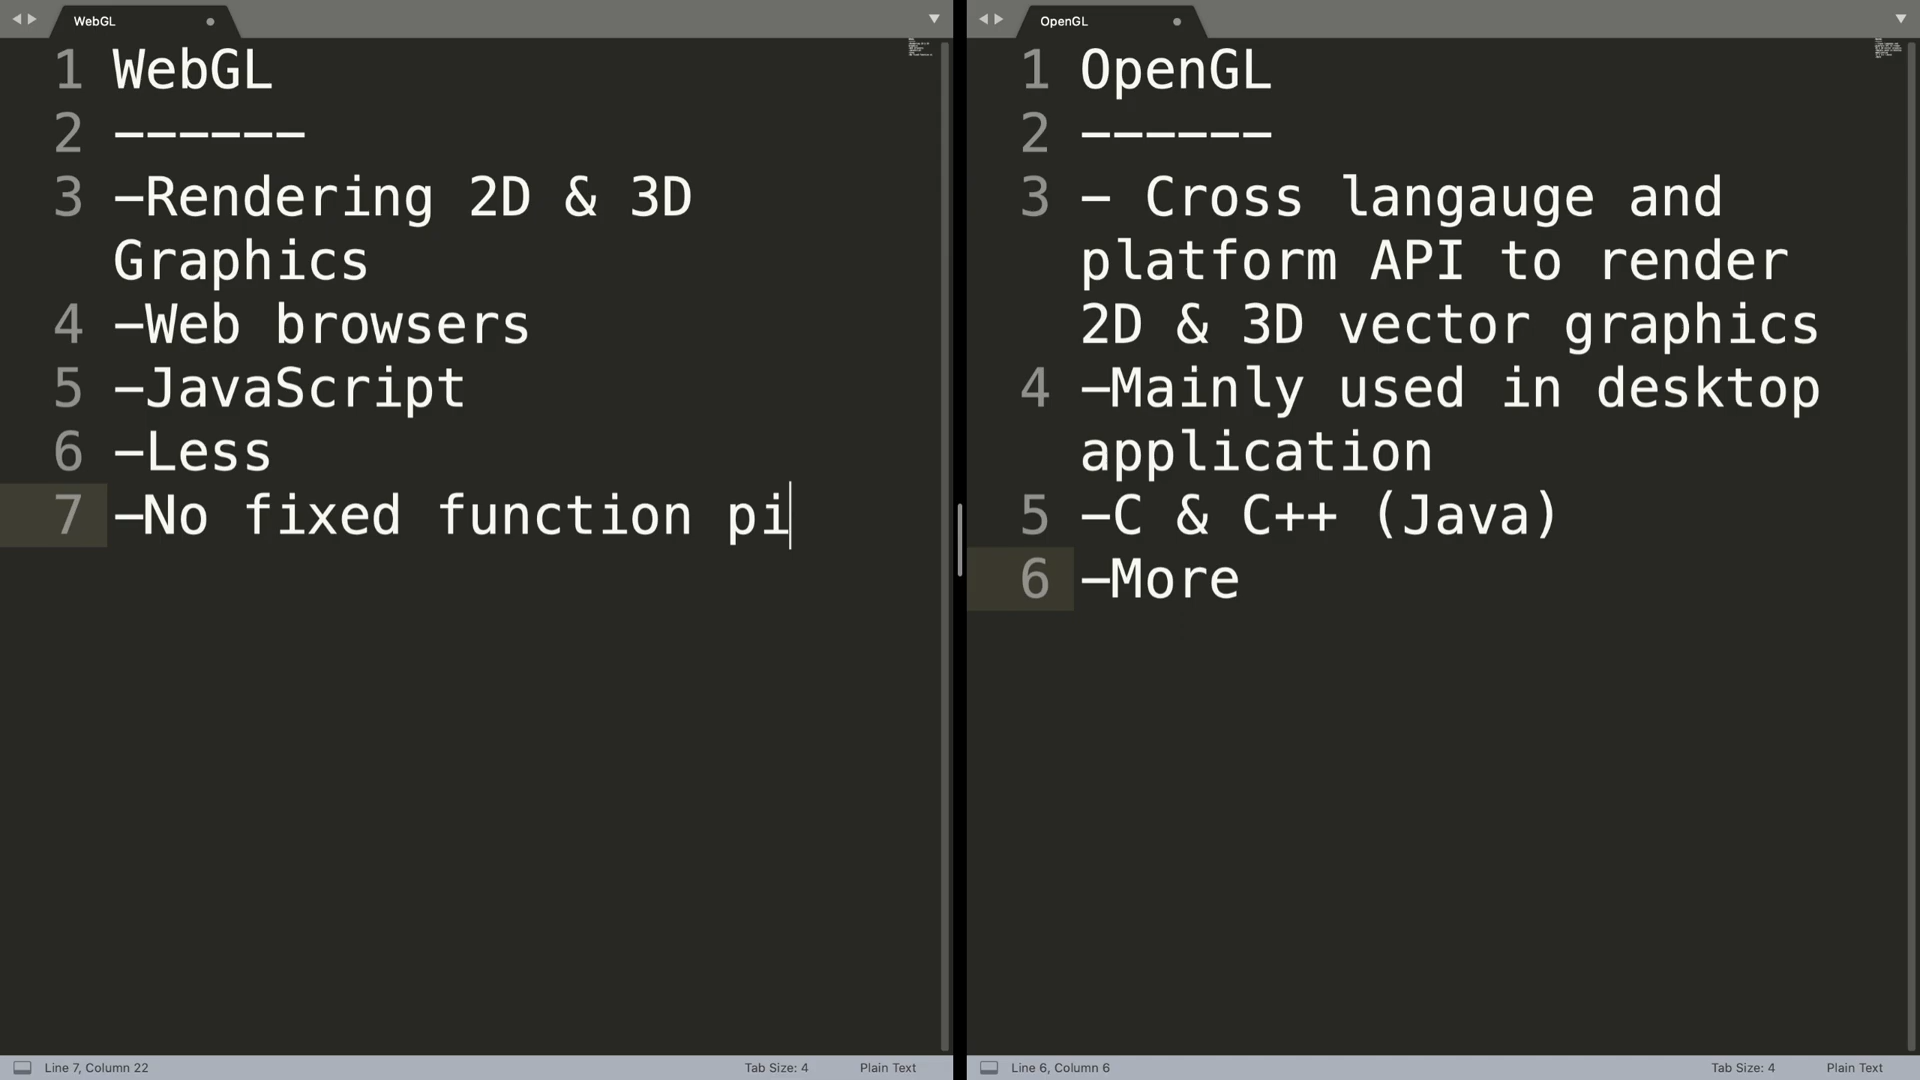 WebGL
1 WebGL
2 ------
3 -Rendering 2D & 3D
Graphics
4 -Web browsers
5 -JavaScript
6 -Less
7 -No fixed function pi
Line 7, Column 22
Tab Size: 4
Plain Text
OpenGL
1 OpenGL
2 ------
3 - Cross langauge and
platform API to render
2D & 3D vector graphics
4 -Mainly used in desktop
application
5 -C & C++ (Java)
6 -More
Line 6, Column 6
Tab Size: 4
Plain Text